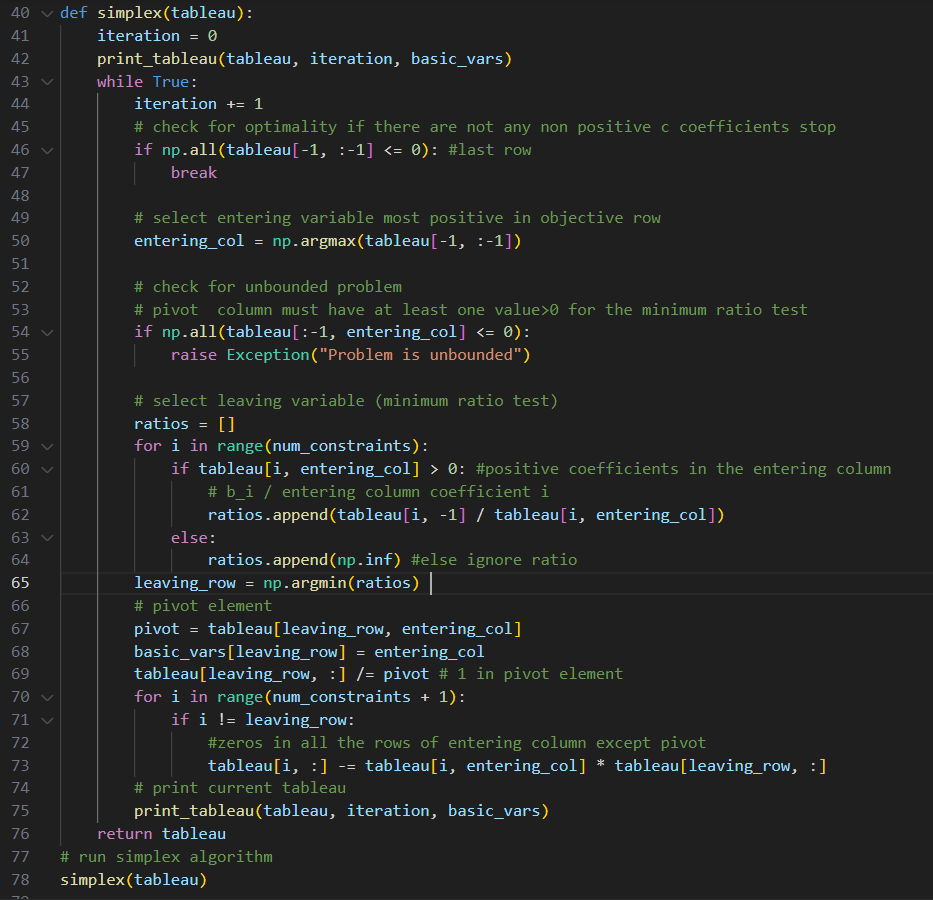 40 def simplex(tableau):
41     iteration = 0
42     print_tableau(tableau, iteration, basic_vars)
43     while True:
44         iteration += 1
45         # check for optimality if there are not any non positive c coefficients stop
46         if np.all(tableau[-1, :-1] <= 0): #last row
47             break
48
49         # select entering variable most positive in objective row
50         entering_col = np.argmax(tableau[-1, :-1])
51
52         # check for unbounded problem
53         # pivot  column must have at least one value>0 for the minimum ratio test
54         if np.all(tableau[:-1, entering_col] <= 0):
55             raise Exception("Problem is unbounded")
56
57         # select leaving variable (minimum ratio test)
58         ratios = []
59         for i in range(num_constraints):
60             if tableau[i, entering_col] > 0: #positive coefficients in the entering column
61                 # b_i / entering column coefficient i
62                 ratios.append(tableau[i, -1] / tableau[i, entering_col])
63             else:
64                 ratios.append(np.inf) #else ignore ratio
65         leaving_row = np.argmin(ratios)
66         # pivot element
67         pivot = tableau[leaving_row, entering_col]
68         basic_vars[leaving_row] = entering_col
69         tableau[leaving_row, :] /= pivot # 1 in pivot element
70         for i in range(num_constraints + 1):
71             if i != leaving_row:
72                 #zeros in all the rows of entering column except pivot
73                 tableau[i, :] -= tableau[i, entering_col] * tableau[leaving_row, :]
74         # print current tableau
75         print_tableau(tableau, iteration, basic_vars)
76     return tableau
77 # run simplex algorithm
78 simplex(tableau)